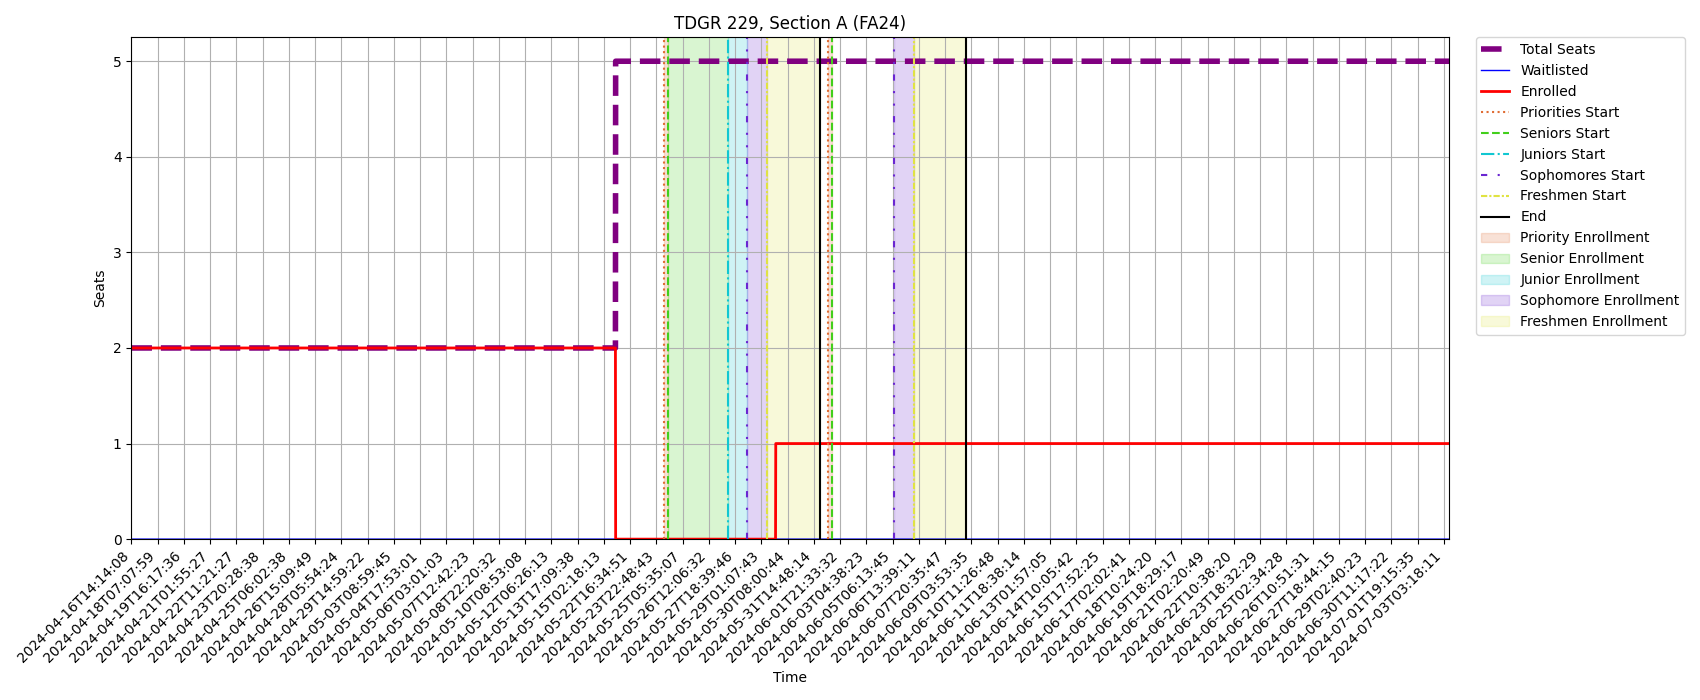 TDGR 229, Section A (FA24)
Seats
5
4
3
2
1
0
2024-04-16T14:14:08
2024-04-18T07:07:59
2024-04-19T16:17:36
2024-04-21T01:55:27
2024-04-22T11:21:27
2024-04-23T20:28:38
2024-04-25T06:02:38
2024-04-26T15:09:49
2024-04-28T05:54:24
2024-04-29T14:59:22
2024-05-03T08:59:45
2024-05-04T17:53:01
2024-05-06T03:01:03
2024-05-07T12:42:23
2024-05-08T22:20:32
2024-05-10T08:53:08
2024-05-12T06:26:13
2024-05-13T17:09:38
2024-05-15T02:18:13
2024-05-22T16:34:51
2024-05-23T22:48:43
2024-05-25T05:35:07
2024-05-26T12:06:32
2024-05-27T18:39:46
2024-05-29T01:07:43
2024-05-30T08:00:44
2024-05-31T14:48:14
2024-06-01T21:33:32
2024-06-03T04:38:23
2024-06-05T06:13:45
2024-06-06T13:39:11
2024-06-07T20:35:47
2024-06-09T03:53:35
2024-06-10T11:26:48
2024-06-11T18:38:14
2024-06-13T01:57:05
2024-06-14T10:05:42
2024-06-15T17:52:25
2024-06-17T02:02:41
2024-06-18T10:24:20
2024-06-19T18:29:17
2024-06-21T02:20:49
2024-06-22T10:38:20
2024-06-23T18:32:29
2024-06-25T02:34:28
2024-06-26T10:51:31
2024-06-27T18:44:15
2024-06-29T02:40:23
2024-06-30T11:17:22
2024-07-01T19:15:35
2024-07-03T03:18:11
Time
Total Seats
Waitlisted
Enrolled
Priorities Start
Seniors Start
Juniors Start
Sophomores Start
Freshmen Start
End
Priority Enrollment
Senior Enrollment
Junior Enrollment
Sophomore Enrollment
Freshmen Enrollment